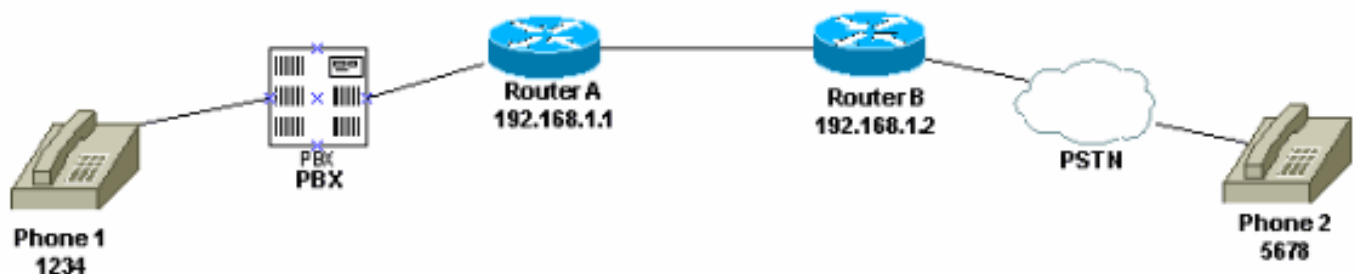 Router A
192.168.1.1
Router B
192.168.1.2
PBX
PBX
PSTN
Phone 1
1234
Phone 2
5678